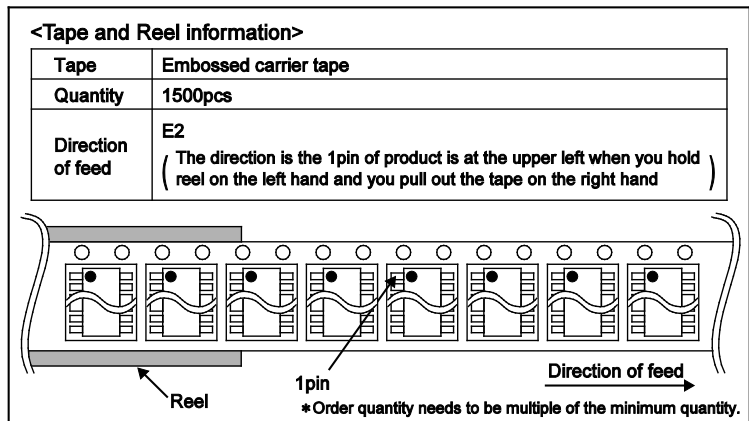 <Tape and Reel information>
Tape Embossed carrier tape
Quantity 1500pcs
Direction of feed E2
( The direction is the 1pin of product is at the upper left when you hold
reel on the left hand and you pull out the tape on the right hand )
Reel
1pin
Direction of feed
*Order quantity needs to be multiple of the minimum quantity.